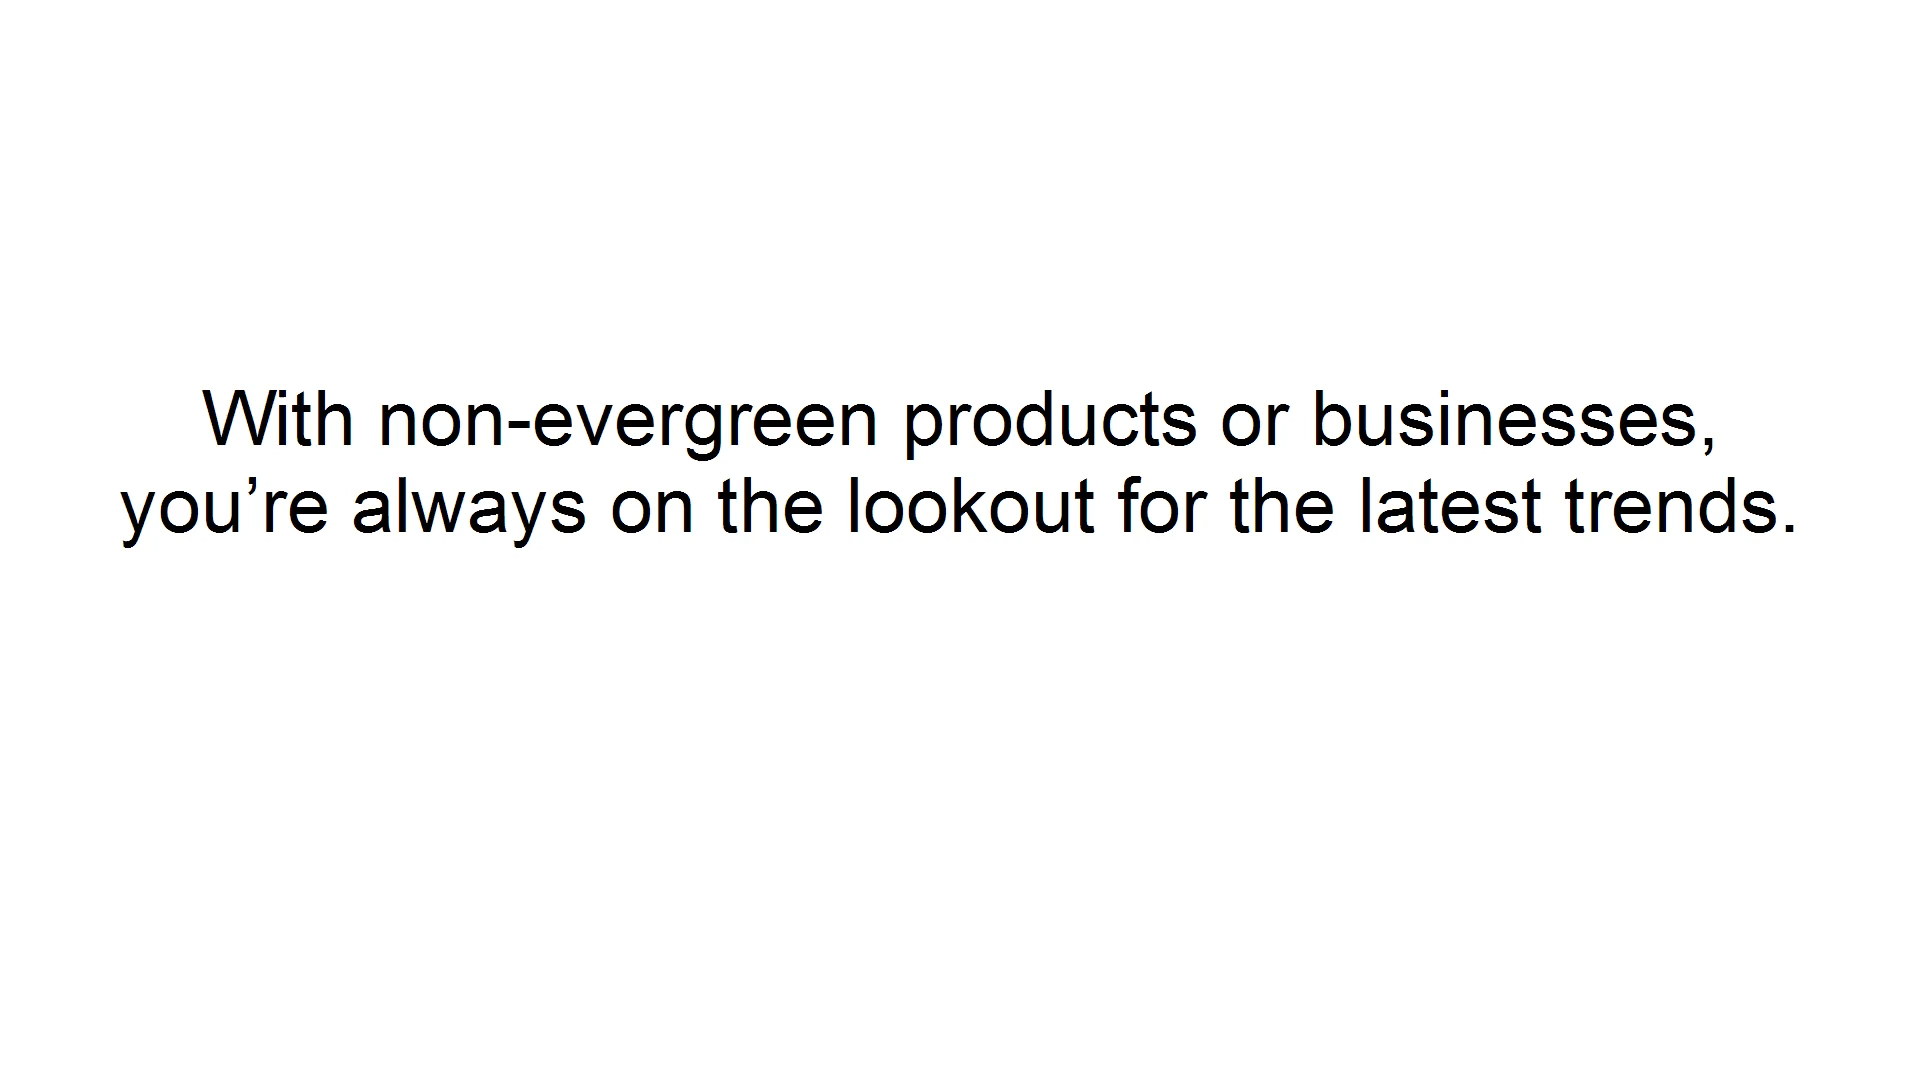 With non-evergreen products or businesses,
you’re always on the lookout for the latest trends.